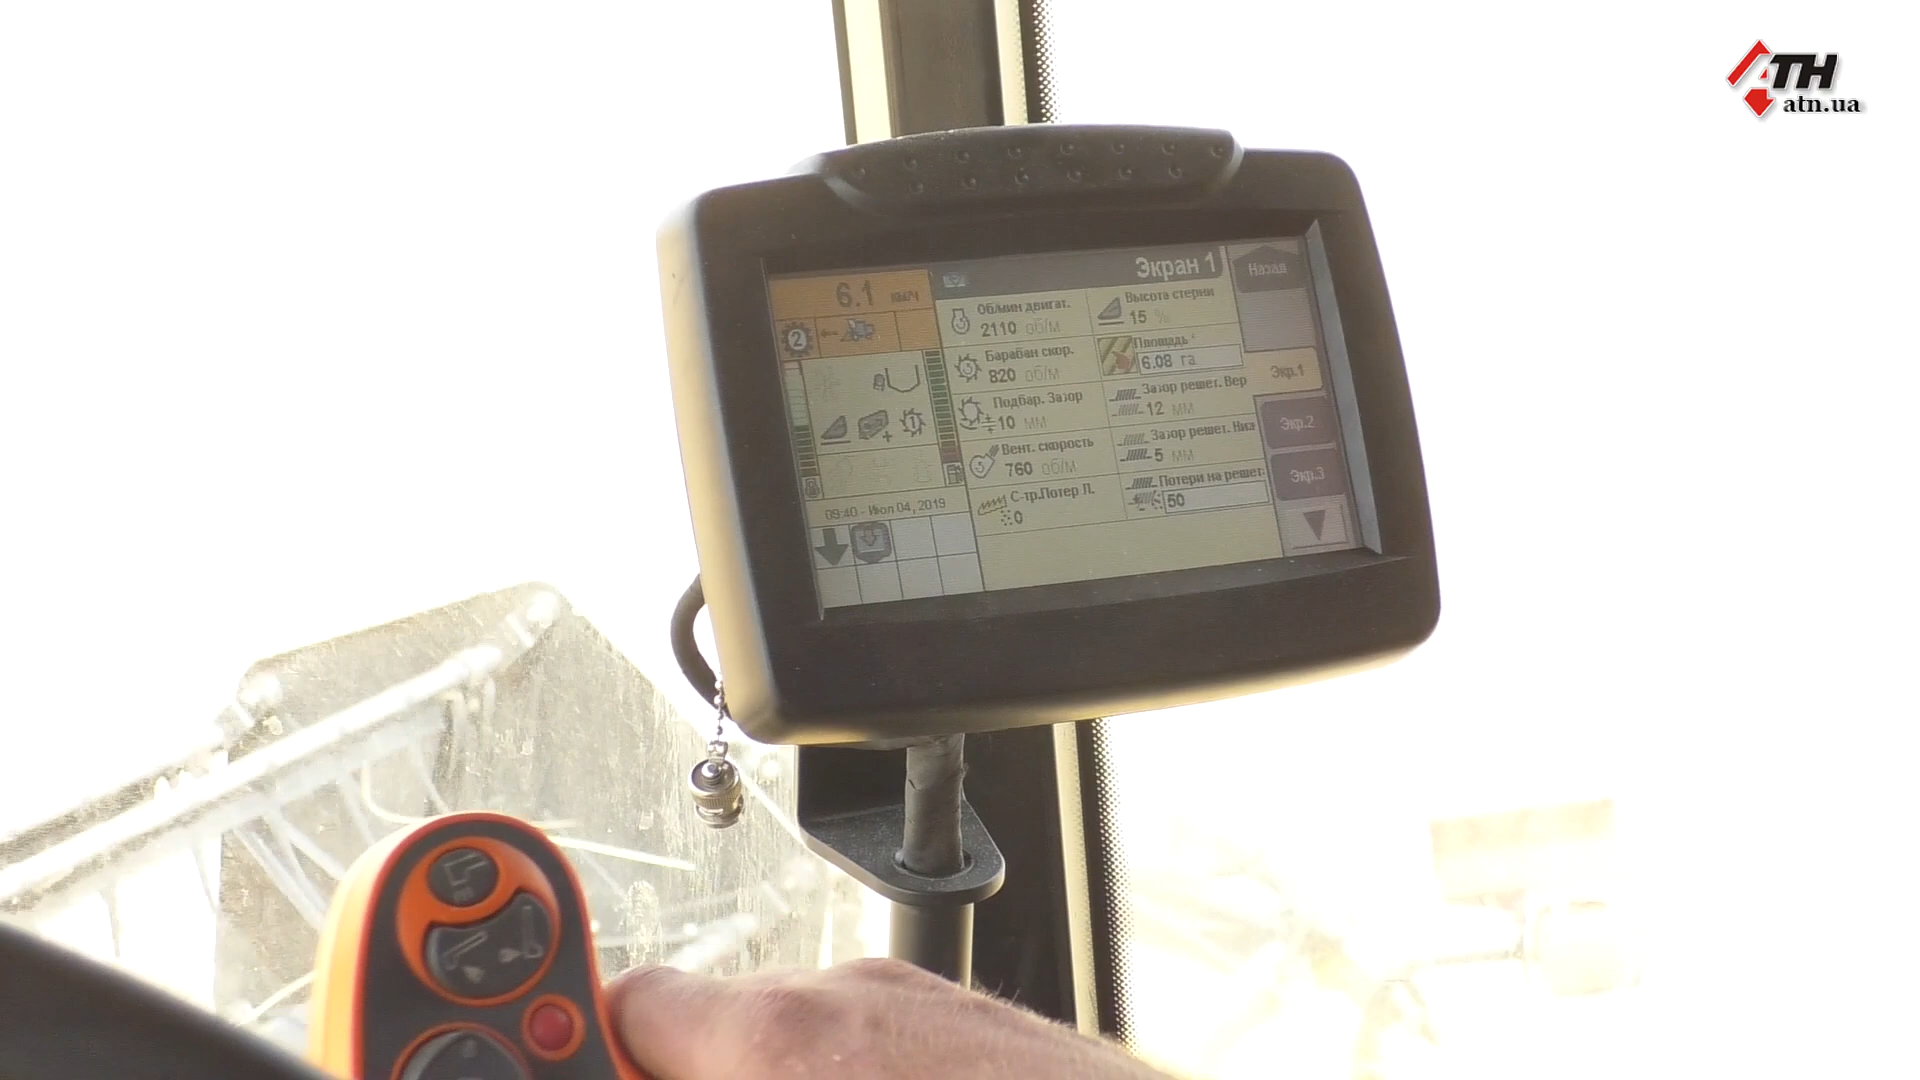 АТН
atn.ua
Экран 1
Назад
6.1 км/ч
2
Об/мин двигат.
2110 об/м
Высота стерни
15 %
Барабан скор.
820 об/м
Площадь *
6.08 га
Экр.1
Подбар. Зазор
10 мм
Зазор решет. Вер
12 мм
Экр.2
1
Вент. скорость
760 об/м
Зазор решет. Низ
5 мм
Экр.3
С-тр.Потер Л.
0
Потери на решет
50
09:40 - Июл 04, 2019